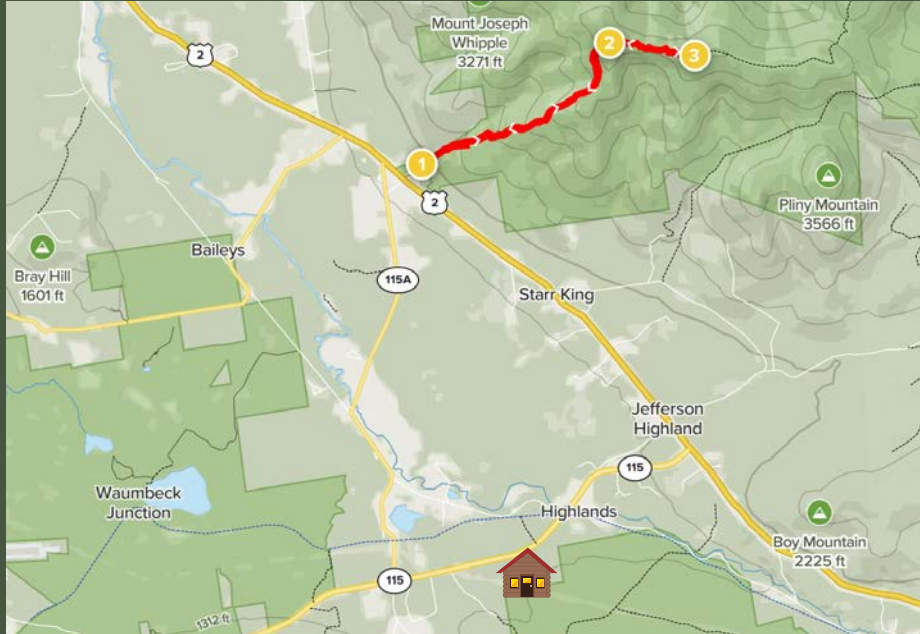 Mount Joseph
Whipple
3271 ft
2
2
3
1
2
Pliny Mountain
3566 ft
Baileys
Bray Hill
1601 ft
115A
Starr King
Jefferson
Highland
115
Waumbeck
Junction
Highlands
Boy Mountain
2225 ft
115
1312 ft